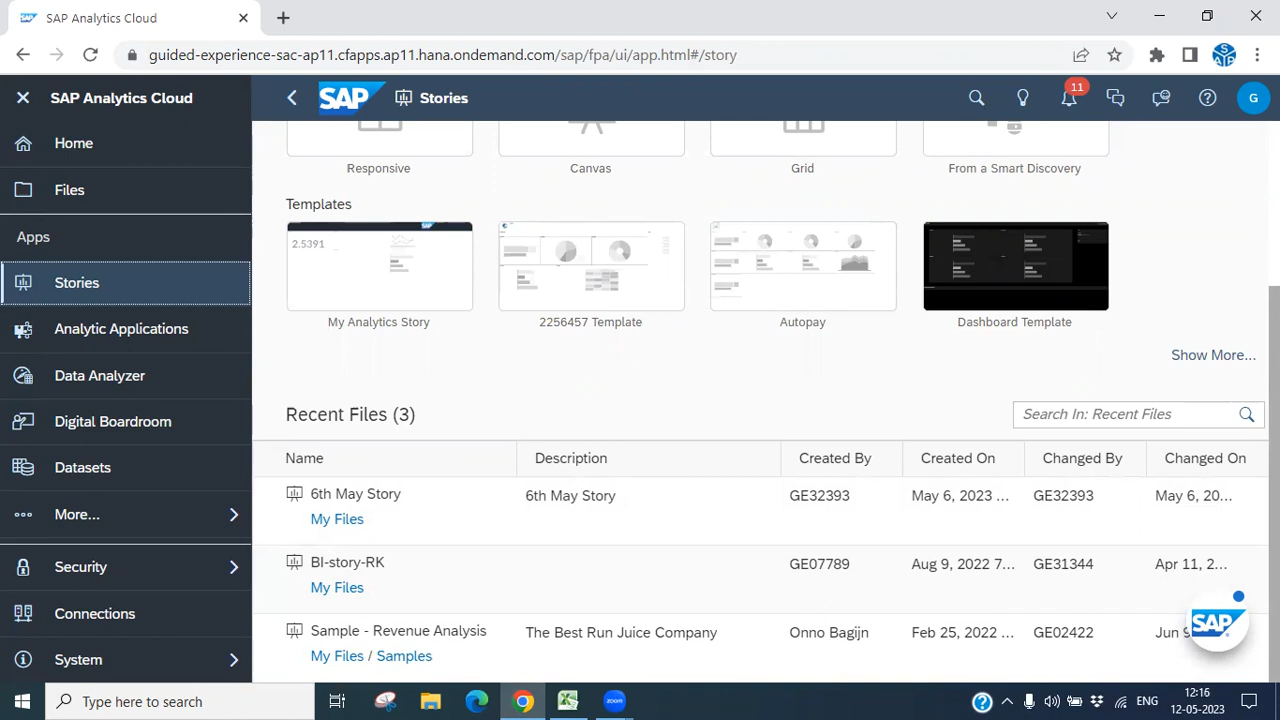 SAP Analytics Cloud
guided-experience-sac-ap11.cfapps.ap11.hana.ondemand.com/sap/fpa/ui/app.html#/story
SAP Analytics Cloud
SAP Stories
11
G
Home
Files
Apps
Stories
Analytic Applications
Data Analyzer
Digital Boardroom
Datasets
More...
Security
Connections
System
Responsive
Canvas
Grid
From a Smart Discovery
Templates
2.5391
My Analytics Story
2256457 Template
Autopay
Dashboard Template
Show More...
Recent Files (3)
Search In: Recent Files
Name Description Created By Created On Changed By Changed On
6th May Story 6th May Story GE32393 May 6, 2023 ... GE32393 May 6, 20...
My Files
BI-story-RK GE07789 Aug 9, 2022 7... GE31344 Apr 11, 2...
My Files
Sample - Revenue Analysis The Best Run Juice Company Onno Bagijn Feb 25, 2022 ... GE02422 Jun 9
My Files / Samples
SAP
Type here to search
ENG
12:16
12-05-2023